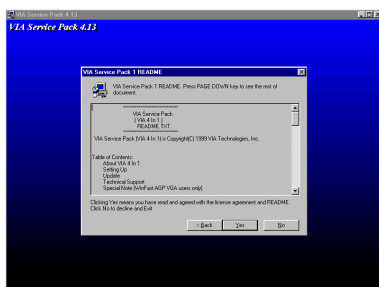 VIA Service Pack 4.13
VIA Service Pack 4.13
VIA Service Pack 1 README
VIA Service Pack 1 README. Press PAGE DOWN key to see the rest of
document
VIA Service Pack
( VIA 4 In 1 )
README.TXT
VIA Service Pack (VIA 4 In 1) is Copyright(C) 1999 VIA Technologies, Inc.
Table of Contents:
About VIA 4 In 1
Setting Up
Update
Technical Support
Special Note (WinFast AGP VGA users only)
Clicking Yes means you have read and agreed with the license agreement and README.
Click No to decline and Exit
< Back
Yes
No